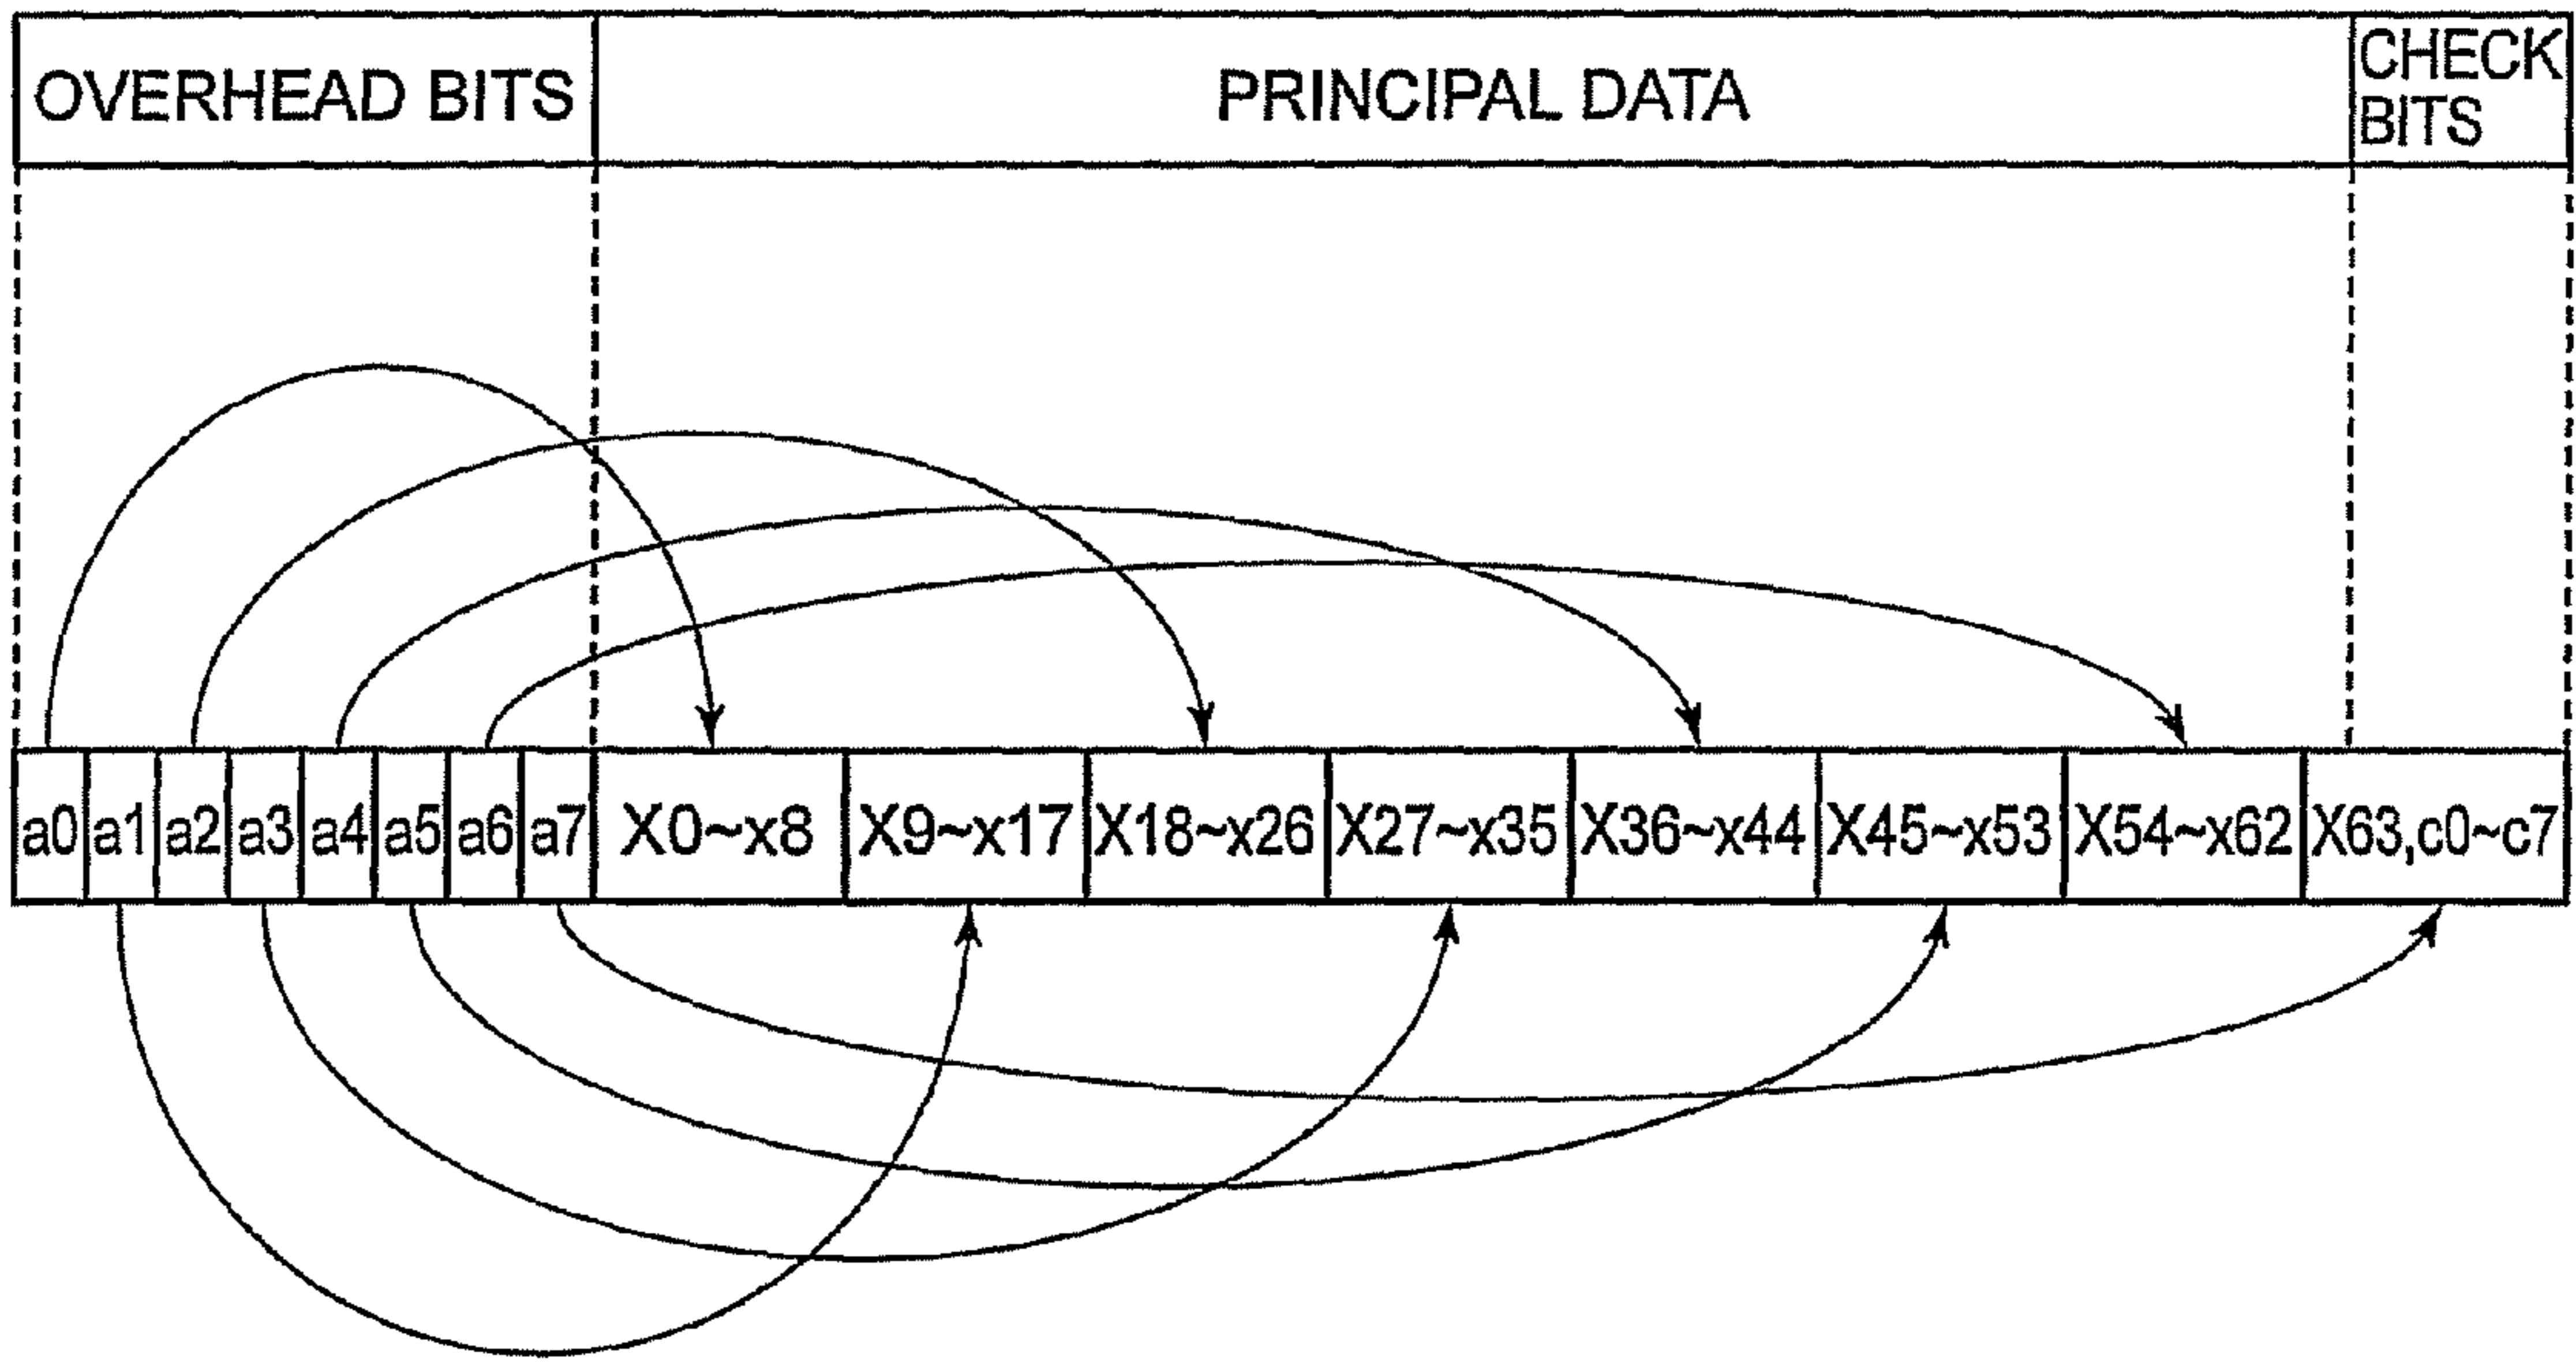 OVERHEAD BITS
PRINCIPAL DATA
CHECK
BITS
a0
a1
a2
a3
a4
a5
a6
a7
X0~x8
X9~x17
X18~x26
X27~x35
X36~x44
X45~x53
X54~x62
X63,c0~c7